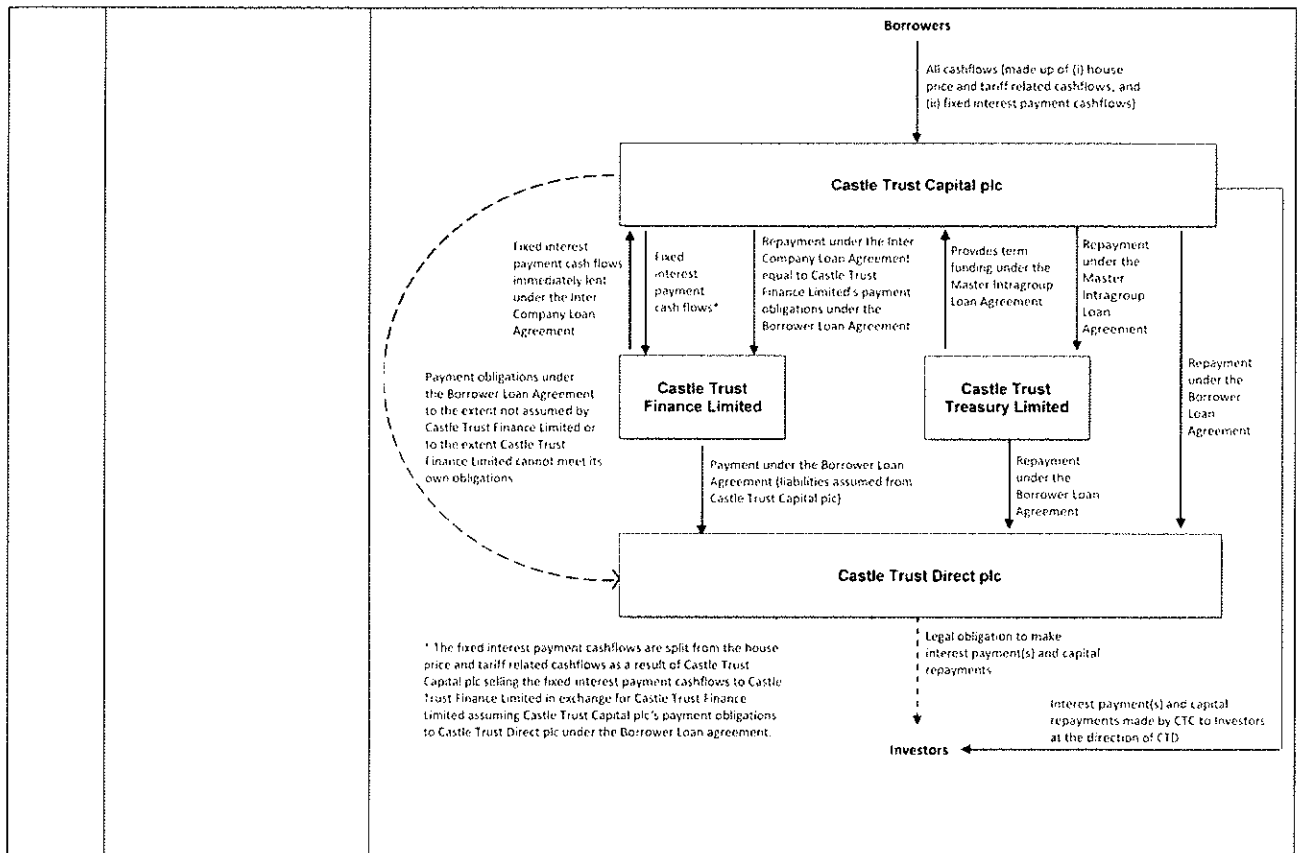 Borrowers
All cashflows (made up of (i) house
price and tariff related cashflows, and
(ii) fixed interest payment cashflows)
Castle Trust Capital plc
Fixed interest
payment cash flows
immediately lent
under the Inter
Company Loan
Agreement
Fixed
interest
payment
cash flows*
Repayment under the Inter
Company Loan Agreement
equal to Castle Trust
Finance Limited's payment
obligations under the
Borrower Loan Agreement
Provides term
funding under the
Master Intragroup
Loan Agreement
Repayment
under the
Master
Intragroup
Loan
Agreement
Repayment
under the
Borrower
Loan
Agreement
Payment obligations under
the Borrower Loan Agreement
to the extent not assumed by
Castle Trust Finance Limited or
to the extent Castle Trust
Finance Limited cannot meet its
own obligations
Castle Trust
Finance Limited
Castle Trust
Treasury Limited
Payment under the Borrower Loan
Agreement (liabilities assumed from
Castle Trust Capital plc)
Repayment
under the
Borrower Loan
Agreement
Castle Trust Direct plc
Legal obligation to make
interest payment(s) and capital
repayments
* The fixed interest payment cashflows are split from the house
price and tariff related cashflows as a result of Castle Trust
Capital plc selling the fixed interest payment cashflows to Castle
Trust Finance Limited in exchange for Castle Trust Finance
Limited assuming Castle Trust Capital plc's payment obligations
to Castle Trust Direct plc under the Borrower Loan agreement.
Interest payment(s) and capital
repayments made by CTC to Investors
at the direction of CTD
Investors